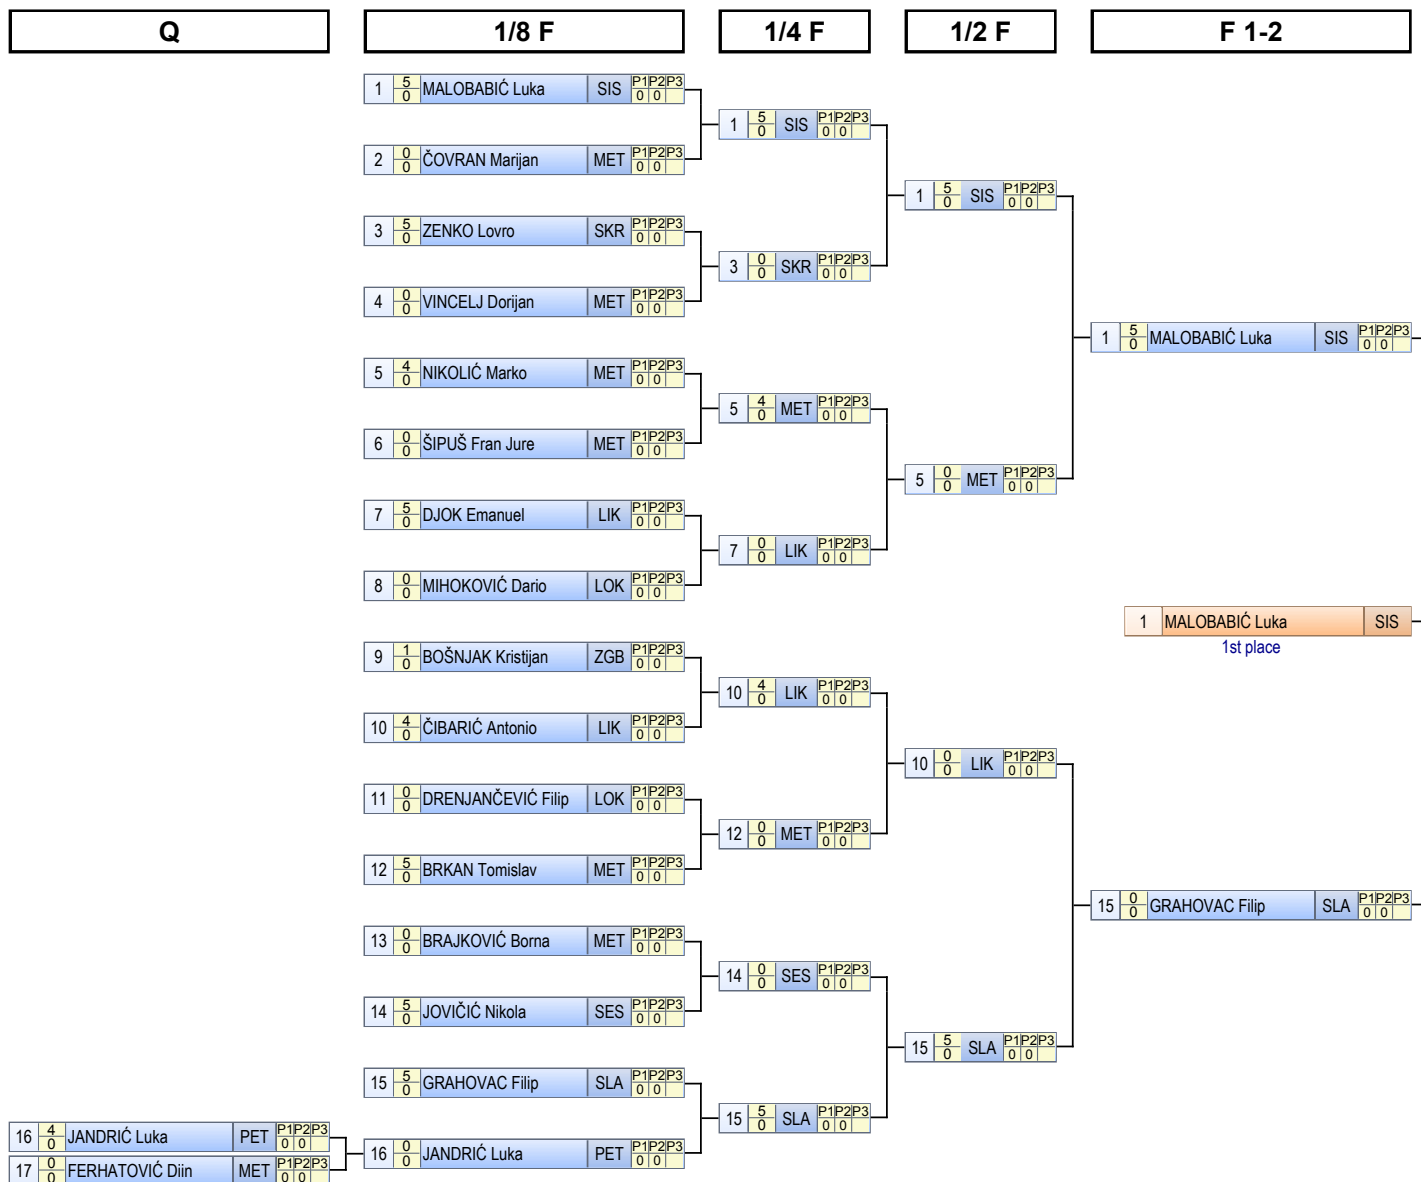 Q 1/8 F 1/4 F 1/2 F F 1-2
1 5 0 MALOBABIĆ Luka SIS P1 P2 P3 0 0
1 5 0 SIS P1 P2 P3 0 0
2 0 0 ČOVRAN Marijan MET P1 P2 P3 0 0
1 5 0 SIS P1 P2 P3 0 0
3 5 0 ZENKO Lovro SKR P1 P2 P3 0 0
3 0 0 SKR P1 P2 P3 0 0
4 0 0 VINCELJ Dorijan MET P1 P2 P3 0 0
1 5 0 MALOBABIĆ Luka SIS P1 P2 P3 0 0
5 4 0 NIKOLIĆ Marko MET P1 P2 P3 0 0
5 4 0 MET P1 P2 P3 0 0
6 0 0 ŠIPUŠ Fran Jure MET P1 P2 P3 0 0
5 0 0 MET P1 P2 P3 0 0
7 5 0 DJOK Emanuel LIK P1 P2 P3 0 0
7 0 0 LIK P1 P2 P3 0 0
8 0 0 MIHOKOVIĆ Dario LOK P1 P2 P3 0 0
1 MALOBABIĆ Luka SIS
1st place
9 1 0 BOŠNJAK Kristijan ZGB P1 P2 P3 0 0
10 4 0 LIK P1 P2 P3 0 0
10 4 0 ČIBARIĆ Antonio LIK P1 P2 P3 0 0
10 0 0 LIK P1 P2 P3 0 0
11 0 0 DRENJANČEVIĆ Filip LOK P1 P2 P3 0 0
12 0 0 MET P1 P2 P3 0 0
12 5 0 BRKAN Tomislav MET P1 P2 P3 0 0
15 0 0 GRAHOVAC Filip SLA P1 P2 P3 0 0
13 0 0 BRAJKOVIĆ Borna MET P1 P2 P3 0 0
14 0 0 SES P1 P2 P3 0 0
14 5 0 JOVIČIĆ Nikola SES P1 P2 P3 0 0
15 5 0 SLA P1 P2 P3 0 0
15 5 0 GRAHOVAC Filip SLA P1 P2 P3 0 0
15 5 0 SLA P1 P2 P3 0 0
16 4 0 JANDRIĆ Luka PET P1 P2 P3 0 0
16 0 0 JANDRIĆ Luka PET P1 P2 P3 0 0
17 0 0 FERHATOVIĆ Diin MET P1 P2 P3 0 0